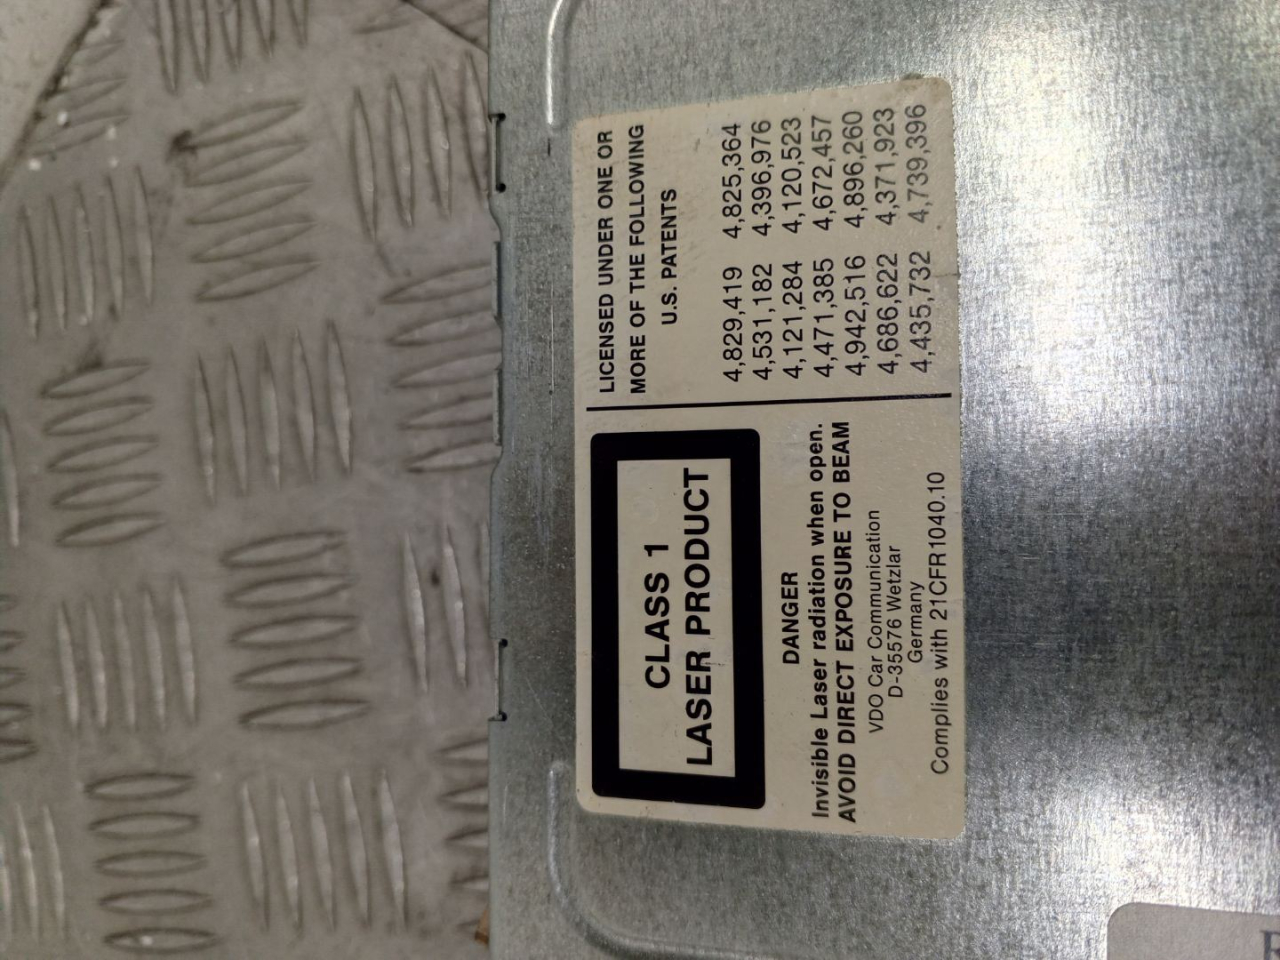 CLASS 1
LASER PRODUCT
DANGER
Invisible Laser radiation when open.
AVOID DIRECT EXPOSURE TO BEAM
VDO Car Communication
D-35576 Wetzlar
Germany
Complies with 21CFR1040.10
LICENSED UNDER ONE OR
MORE OF THE FOLLOWING
U.S. PATENTS
4,829,419 4,825,364
4,531,182 4,396,976
4,121,284 4,120,523
4,471,385 4,672,457
4,942,516 4,896,260
4,686,622 4,371,923
4,435,732 4,739,396